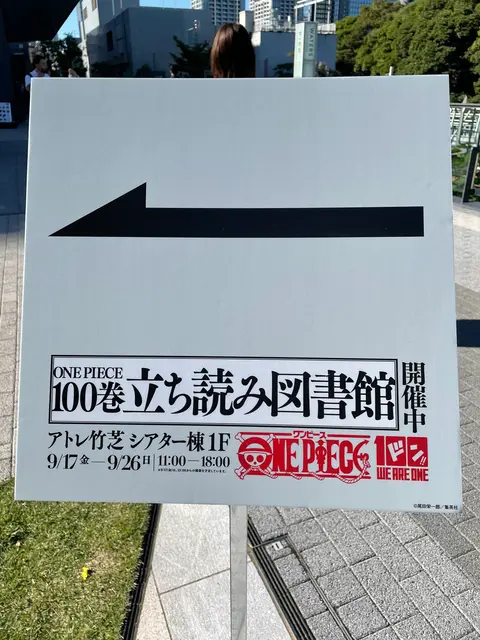 ONE PIECE
100巻 立ち読み図書館 開催中
アトレ竹芝 シアター棟 1F
9/17金—9/26日 11:00—18:00
ワンピース
ONE PIECE
100 ドン!
WE ARE ONE
©尾田栄一郎/集英社